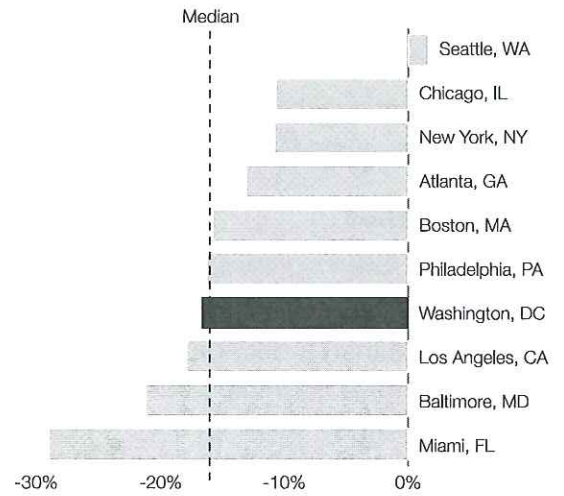 Median
Seattle, WA
Chicago, IL
New York, NY
Atlanta, GA
Boston, MA
Philadelphia, PA
Washington, DC
Los Angeles, CA
Baltimore, MD
Miami, FL
-30% -20% -10% 0%